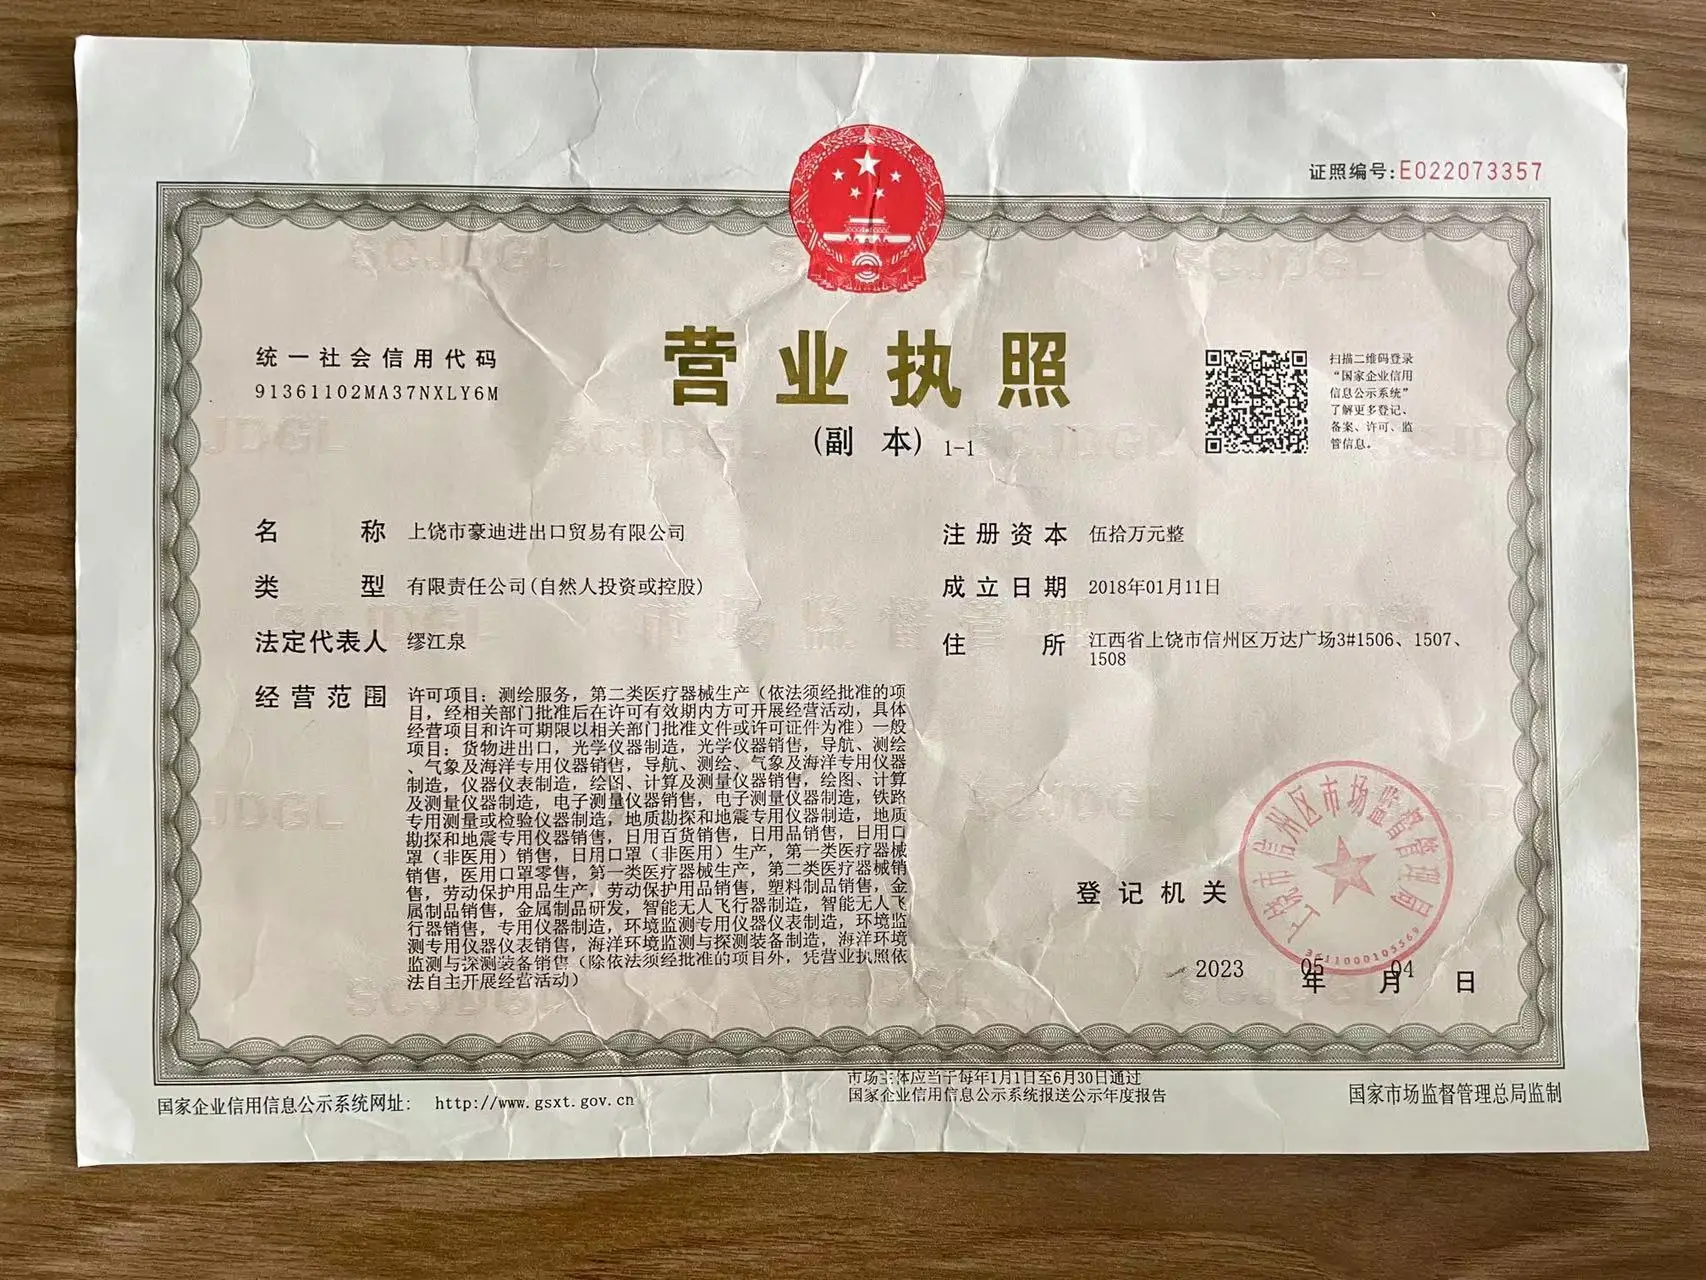 证照编号:E022073357
统一社会信用代码
91361102MA37NXLY6M
营业执照
(副 本) 1-1
扫描二维码登录
“国家企业信用
信息公示系统”
了解更多登记、
备案、许可、监
管信息。
名 称 上饶市豪迪进出口贸易有限公司
类 型 有限责任公司(自然人投资或控股)
法定代表人 缪江泉
经营范围 许可项目：测绘服务，第二类医疗器械生产（依法须经批准的项
目，经相关部门批准后在许可有效期内方可开展经营活动，具体
经营项目和许可期限以相关部门批准文件或许可证件为准）一般
项目：货物进出口，光学仪器制造，光学仪器销售，导航、测绘
、气象及海洋专用仪器销售，导航、测绘、气象及海洋专用仪器
制造，仪器仪表制造，绘图、计算及测量仪器销售，绘图、计算
及测量仪器制造，电子测量仪器销售，电子测量仪器制造，铁路
专用测量或检验仪器制造，地质勘探和地震专用仪器制造，地质
勘探和地震专用仪器销售，日用百货销售，日用品销售，日用口
罩（非医用）销售，日用口罩（非医用）生产，第一类医疗器械
销售，医用口罩零售，第一类医疗器械生产，第二类医疗器械销
售，劳动保护用品生产，劳动保护用品销售，塑料制品销售，金
属制品销售，金属制品研发，智能无人飞行器制造，智能无人飞
行器销售，专用仪器制造，环境监测专用仪器仪表制造，环境监
测专用仪器仪表销售，海洋环境监测与探测装备制造，海洋环境
监测与探测装备销售（除依法须经批准的项目外，凭营业执照依
法自主开展经营活动）
注册资本 伍拾万元整
成立日期 2018年01月11日
住 所 江西省上饶市信州区万达广场3#1506、1507、
1508
登记机关
上饶市信州区市场监督管理局
3611000105569
2023 年 05 月 04 日
国家企业信用信息公示系统网址： http://www.gsxt.gov.cn
市场主体应当于每年1月1日至6月30日通过
国家企业信用信息公示系统报送公示年度报告
国家市场监督管理总局监制